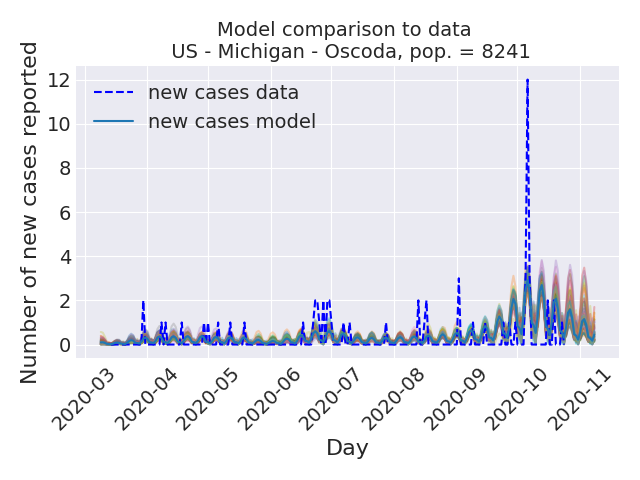 Model comparison to data
US - Michigan - Oscoda, pop. = 8241
Number of new cases reported
12
10
8
6
4
2
0
new cases data
new cases model
2020-03
2020-04
2020-05
2020-06
2020-07
2020-08
2020-09
2020-10
2020-11
Day